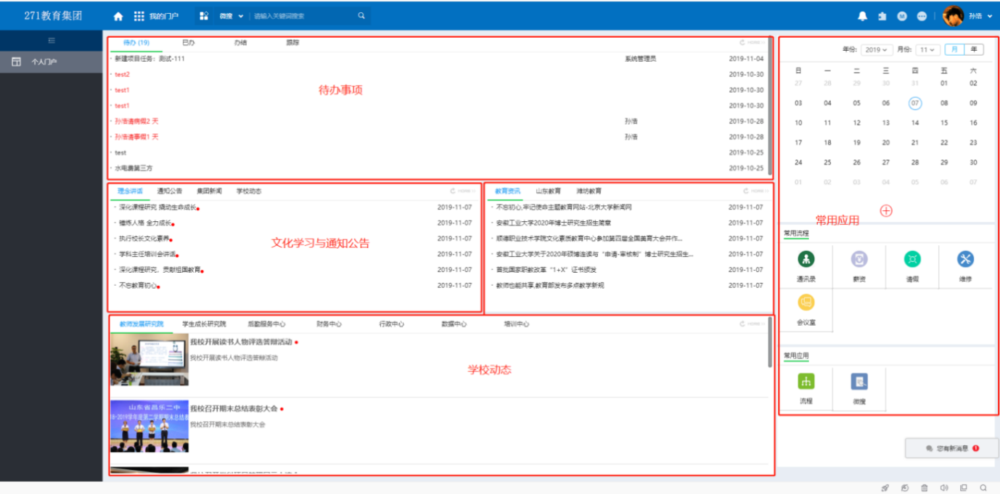 271教育集团
我的门户
微搜
请输入关键词搜索
孙浩
个人门户
待办 (19) 已办 办结 跟踪
HOME >>
· 新建项目任务：测试-111 系统管理员 2019-11-04
· test2 2019-10-30
· test1 2019-10-30
· test1 2019-10-30
· 孙浩请病假2 天 孙浩 2019-10-28
· 孙浩请事假1 天 孙浩 2019-10-28
· test 2019-10-25
· 水电费第三方 2019-10-25
待办事项
理念讲话 通知公告 集团新闻 学校动态
HOME >>
· 深化课程研究 撬动生命成长 2019-11-07
· 锤炼人格 全力成长 2019-11-07
· 执行校长文化素养 2019-11-07
· 学科主任培训会讲话 2019-11-07
· 深化课程研究，贡献祖国教育 2019-11-07
· 不忘教育初心 2019-11-07
文化学习与通知公告
教育资讯 山东教育 潍坊教育
HOME >>
· 不忘初心,牢记使命主题教育网站-北京大学新闻网 2019-11-07
· 安徽工业大学2020年博士研究生招生简章 2019-11-07
· 顺德职业技术学院文化素质教育中心参加第四届全国美育大会并作... 2019-11-07
· 安徽工业大学关于2020年硕博连读与“申请-审核制”博士研究生招生... 2019-11-07
· 首批国家职教改革“1+X”证书颁发 2019-11-07
· 教师也能共享,教育部发布多点教学新规 2019-11-07
教师发展研究院 学生成长研究院 后勤服务中心 财务中心 行政中心 数据中心 培训中心
HOME >>
我校开展读书人物评选答辩活动
我校开展读书人物评选答辩活动
学校动态
山东省昌乐二中
我校召开期末总结表彰大会
我校召开期末总结表彰大会
年份: 2019 月份: 11 月 年
日 一 二 三 四 五 六
27 28 29 30 31 01 02
03 04 05 06 07 08 09
10 11 12 13 14 15 16
17 18 19 20 21 22 23
24 25 26 27 28 29 30
01 02 03 04 05 06 07
常用应用
常用流程
通讯录 薪资 请假 维修
会议室
常用应用
流程 微搜
您有新消息 1